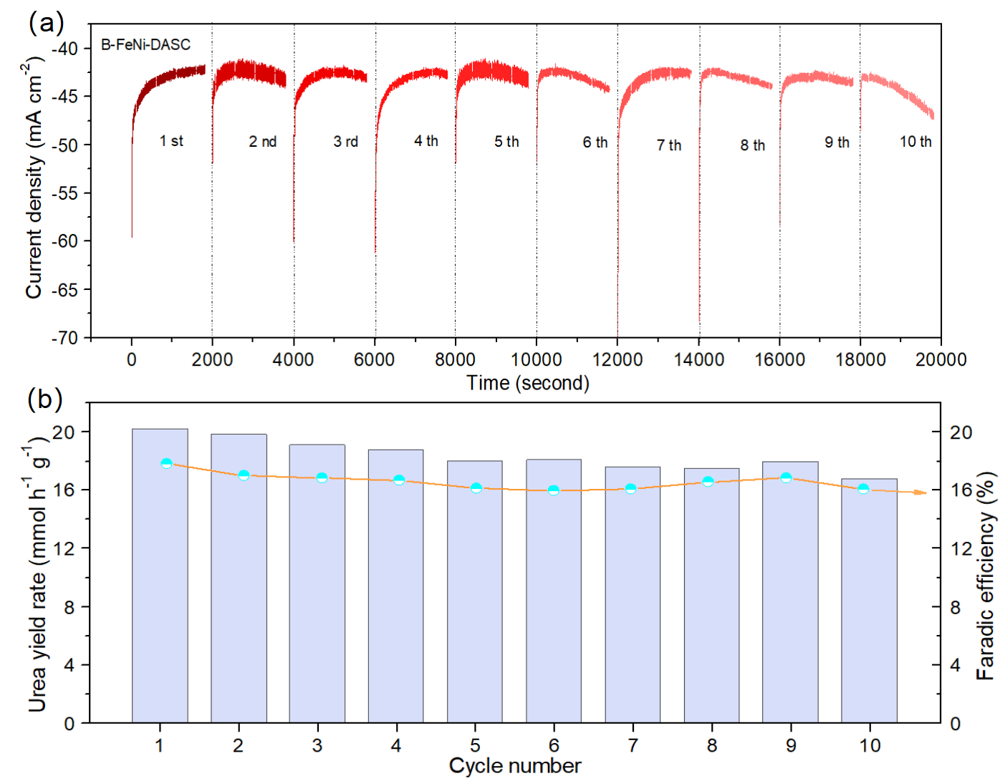 (a)
B-FeNi-DASC
Current density (mA cm⁻²)
-40
-45
-50
-55
-60
-65
-70
1 st
2 nd
3 rd
4 th
5 th
6 th
7 th
8 th
9 th
10 th
0 2000 4000 6000 8000 10000 12000 14000 16000 18000 20000
Time (second)
(b)
Urea yield rate (mmol h⁻¹ g⁻¹)
20
16
12
8
4
0
20
16
12
8
4
0
Faradic efficiency (%)
1 2 3 4 5 6 7 8 9 10
Cycle number